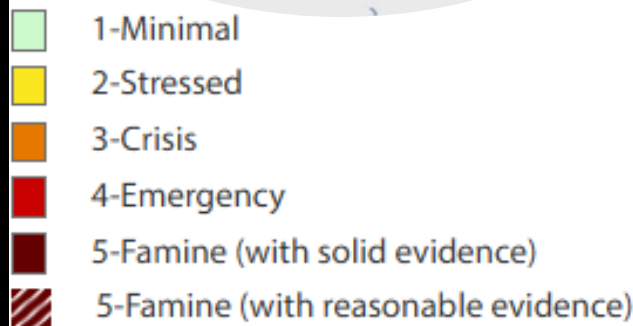 1-Minimal
2-Stressed
3-Crisis
4-Emergency
5-Famine (with solid evidence)
5-Famine (with reasonable evidence)